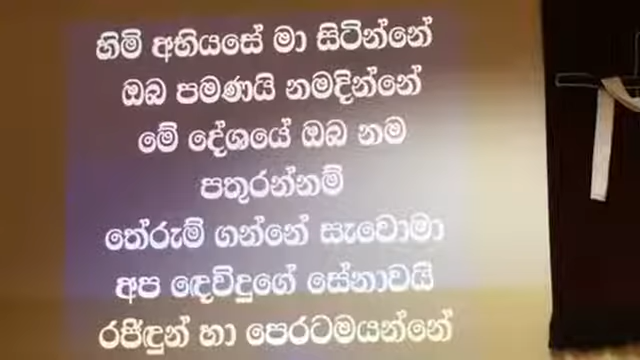 හිමි අභියසේ මා සිටින්නේ
ඔබ පමණයි නමදින්නේ
මේ දේශයේ ඔබ නම
පතුරන්නම්
තේරුම් ගන්නේ සැවොමා
අප දෙවිඳුගේ සේනාවයි
රජිඳුන් හා පෙරටමයන්නේ